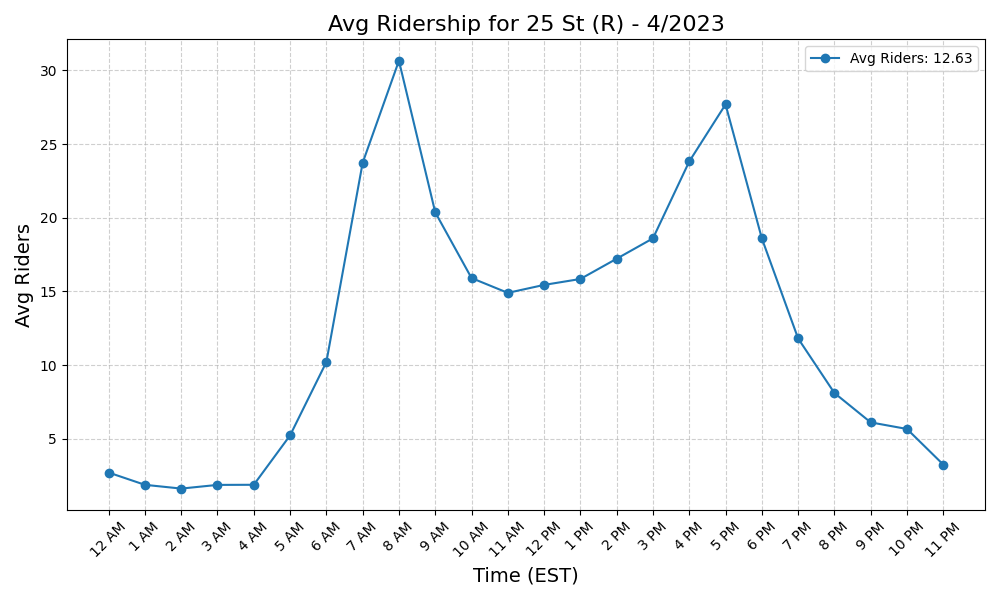 Avg Ridership for 25 St (R) - 4/2023
Avg Riders: 12.63
Avg Riders
30
25
20
15
10
5
12 AM
1 AM
2 AM
3 AM
4 AM
5 AM
6 AM
7 AM
8 AM
9 AM
10 AM
11 AM
12 PM
1 PM
2 PM
3 PM
4 PM
5 PM
6 PM
7 PM
8 PM
9 PM
10 PM
11 PM
Time (EST)